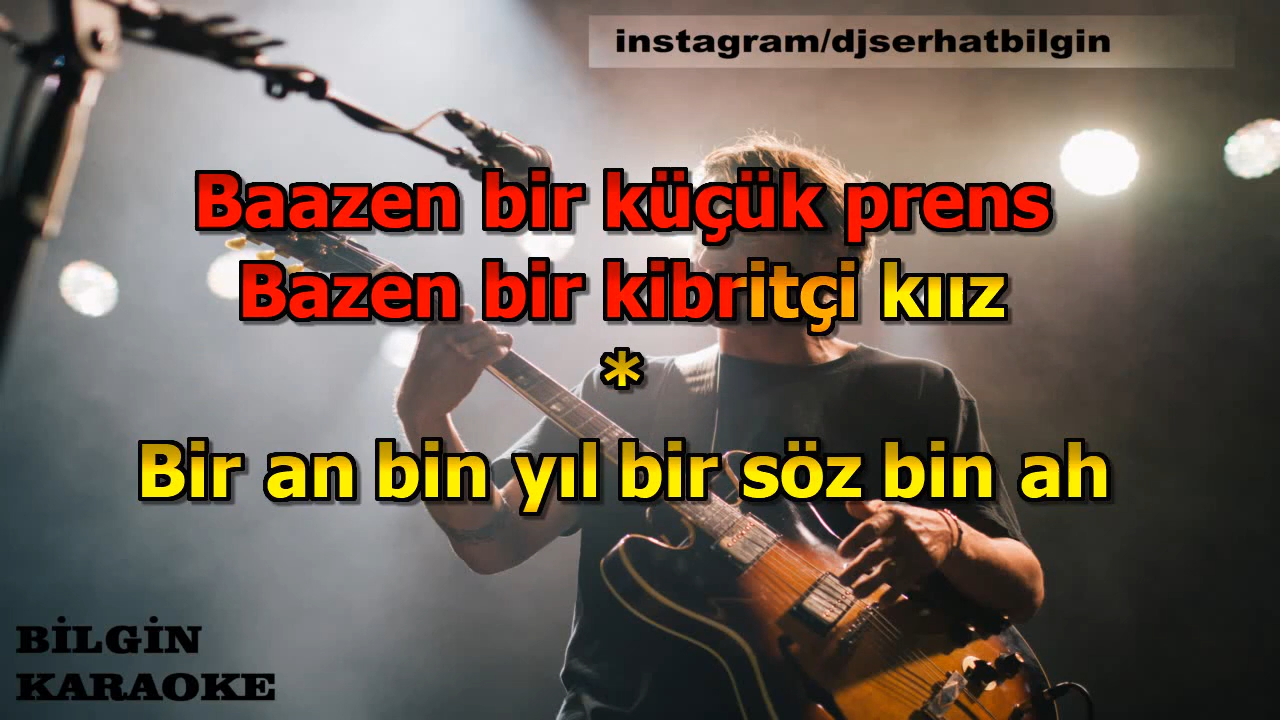 instagram/djserhatbilgin
Baazen bir küçük prens
Bazen bir kibritçi kıız
*
Bir an bin yıl bir söz bin ah
BİLGİN
KARAOKE